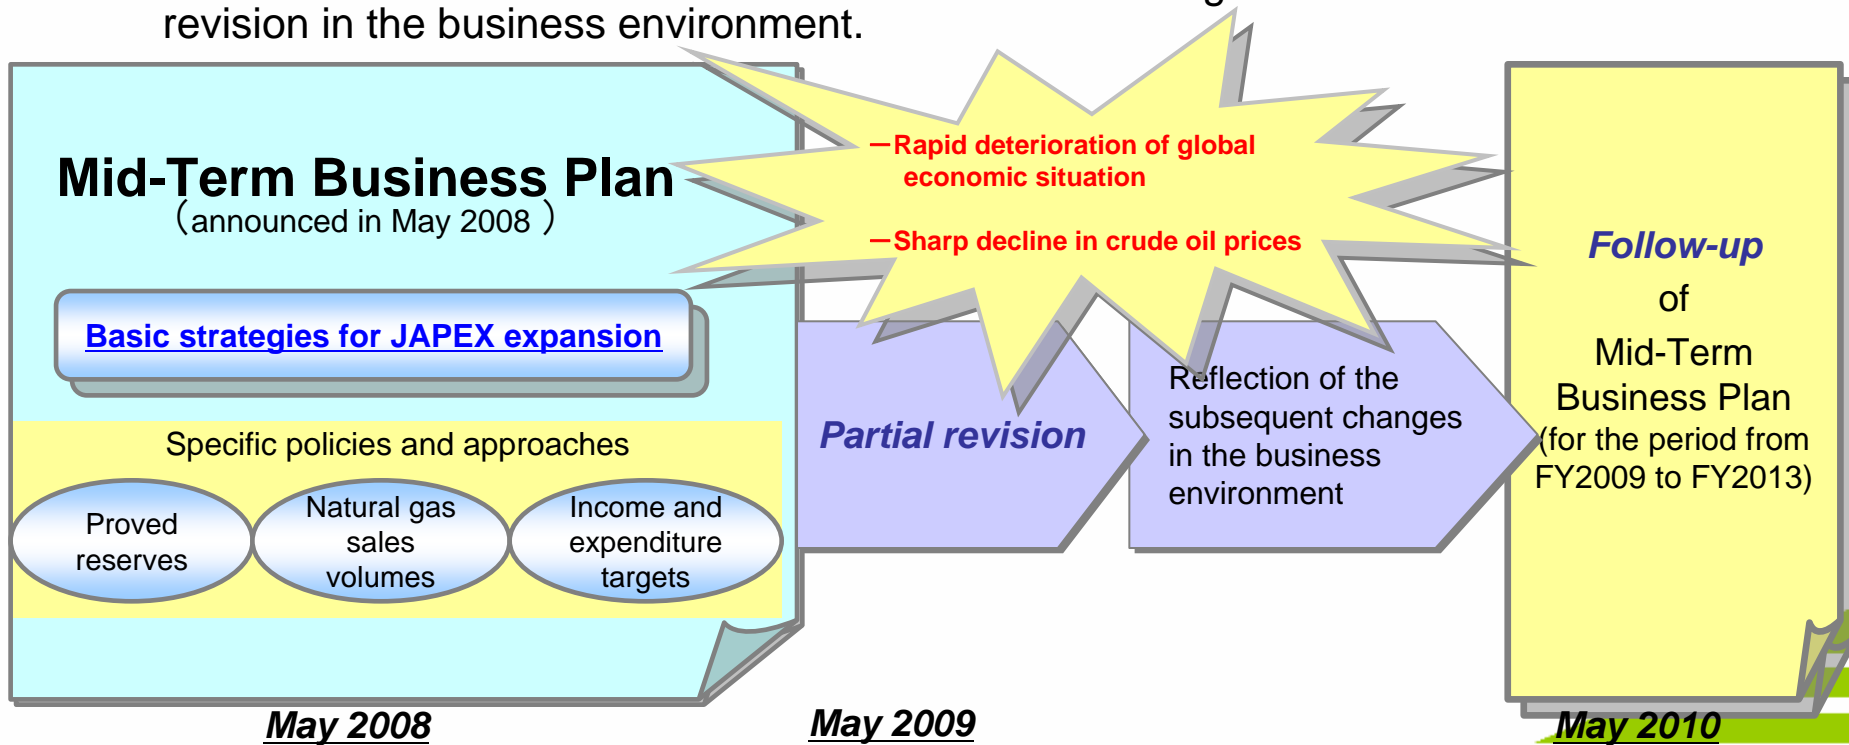 revision in the business environment.
Mid-Term Business Plan
（announced in May 2008 ）
Basic strategies for JAPEX expansion
Specific policies and approaches
Proved
reserves
Natural gas
sales
volumes
Income and
expenditure
targets
－Rapid deterioration of global
economic situation
－Sharp decline in crude oil prices
Partial revision
Reflection of the
subsequent changes
in the business
environment
Follow-up
of
Mid-Term
Business Plan
(for the period from
FY2009 to FY2013)
May 2008
May 2009
May 2010